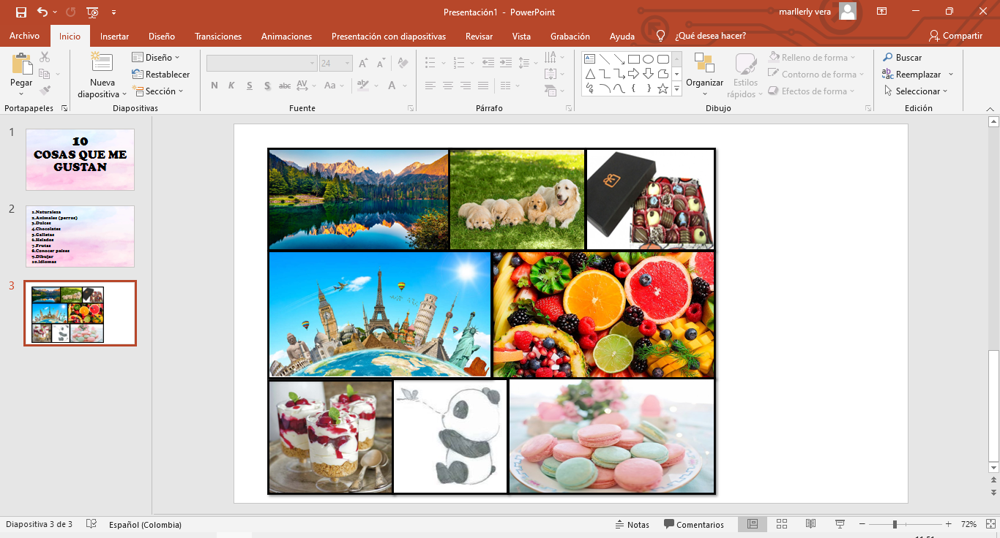 Presentación1 - PowerPoint
marllerly vera
Archivo
Inicio
Insertar
Diseño
Transiciones
Animaciones
Presentación con diapositivas
Revisar
Vista
Grabación
Ayuda
¿Qué desea hacer?
Compartir
Pegar
Portapapeles
Nueva
diapositiva
Diseño
Restablecer
Sección
Diapositivas
24
N K S S abc AV Aa A
Fuente
Párrafo
Organizar
Estilos
rápidos
Relleno de forma
Contorno de forma
Efectos de forma
Dibujo
Buscar
Reemplazar
Seleccionar
Edición
1
10
COSAS QUE ME
GUSTAN
2
1.Naturaleza
2.Animales (perros)
3.Dulces
4.Chocolates
5.Galletas
6.Helados
7.Frutas
8.Conocer países
9.Dibujar
10.Idiomas
3
Diapositiva 3 de 3
Español (Colombia)
Notas
Comentarios
72%